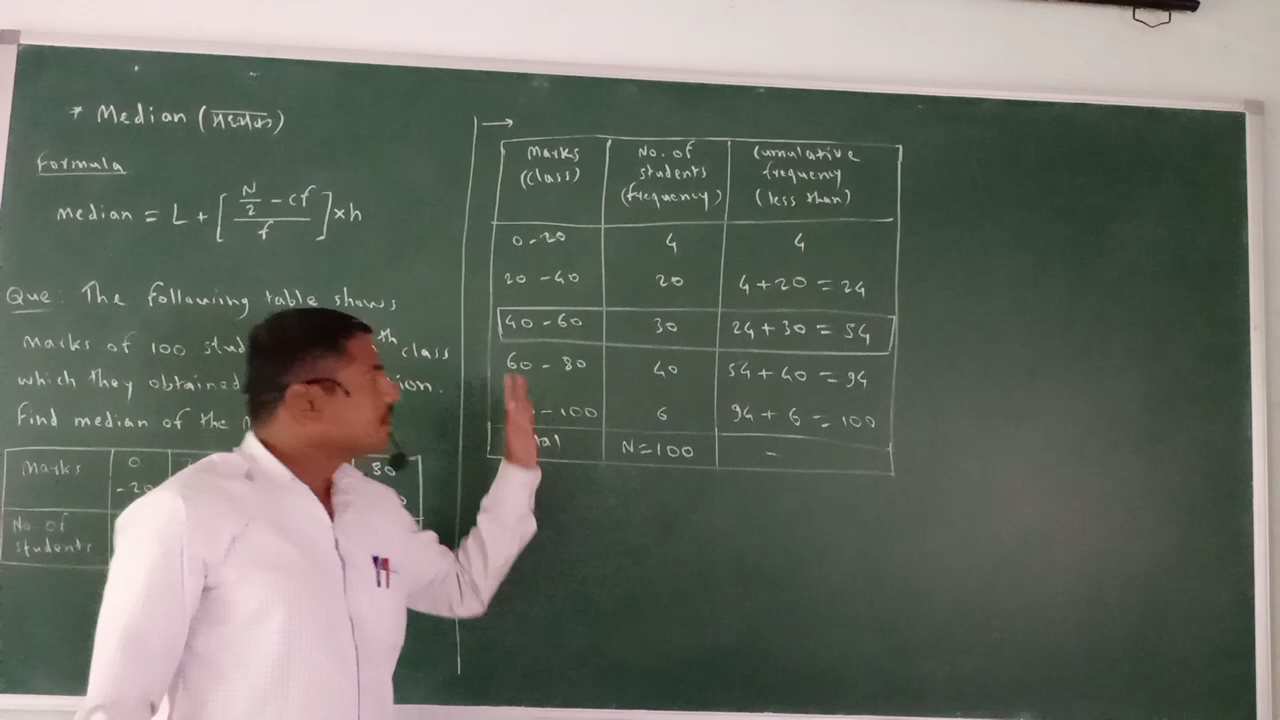 * Median (मध्यक)
Formula
median = L + [ (N/2 - cf) / f ] × h
Que: The following table shows
marks of 100 th class
which they obtained
Find median of the
Marks 0 80
-20
No. of
students
Marks No. of Cumulative
(class) students frequency
(frequency) (less than)
0-20 4 4
20-40 20 4+20=24
40-60 30 24+30=54
60-80 40 54+40=94
-100 6 94+6=100
N=100 -